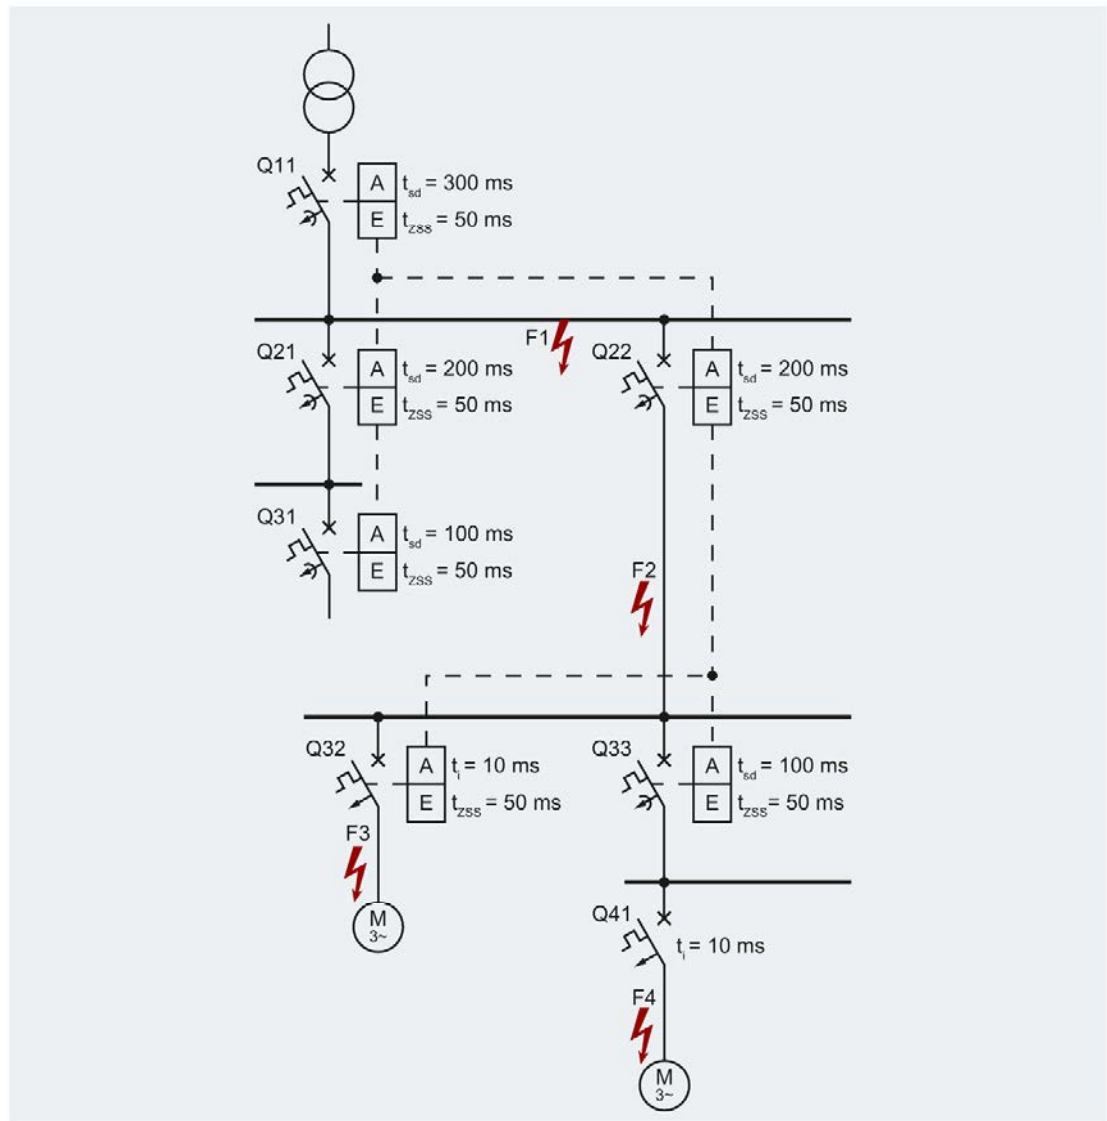 Q11
A
t_sd = 300 ms
E
t_ZSS = 50 ms
F1
Q21
A
t_sd = 200 ms
E
t_ZSS = 50 ms
Q22
A
t_sd = 200 ms
E
t_ZSS = 50 ms
Q31
A
t_sd = 100 ms
E
t_ZSS = 50 ms
F2
Q32
A
t_i = 10 ms
E
t_ZSS = 50 ms
Q33
A
t_sd = 100 ms
E
t_ZSS = 50 ms
F3
M
3~
Q41
t_i = 10 ms
F4
M
3~